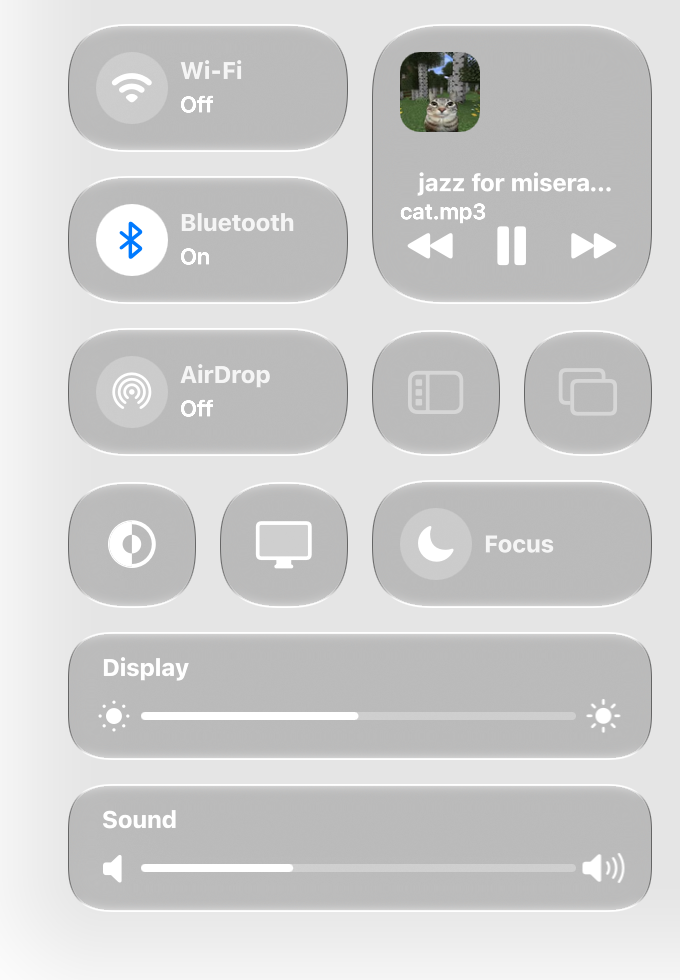 Wi-Fi
Off
jazz for misera...
cat.mp3
Bluetooth
On
AirDrop
Off
Focus
Display
Sound